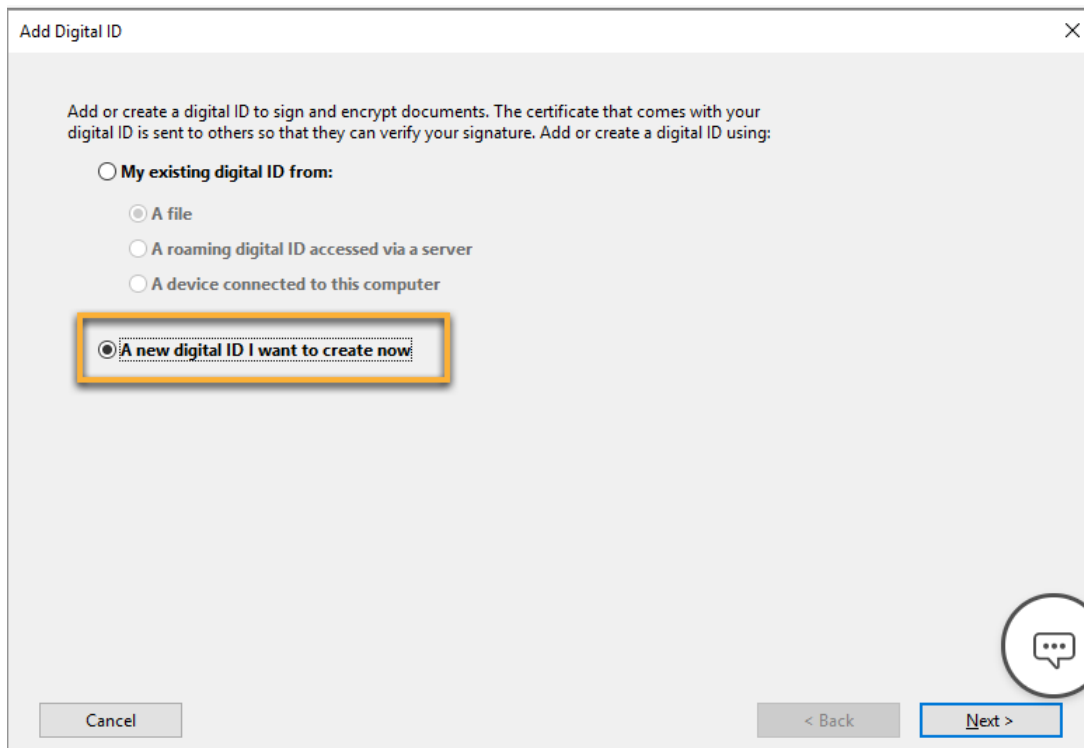 Add Digital ID
Add or create a digital ID to sign and encrypt documents. The certificate that comes with your
digital ID is sent to others so that they can verify your signature. Add or create a digital ID using:
My existing digital ID from:
A file
A roaming digital ID accessed via a server
A device connected to this computer
A new digital ID I want to create now
Cancel
< Back
Next >